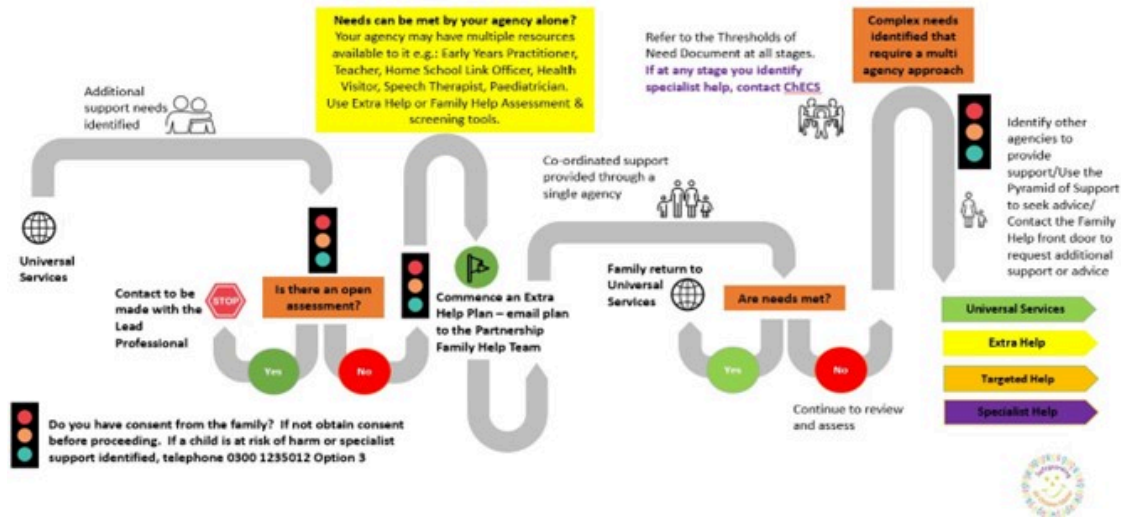 Needs can be met by your agency alone?
Your agency may have multiple resources
available to it e.g.: Early Years Practitioner,
Teacher, Home School Link Officer, Health
Visitor, Speech Therapist, Paediatrician.
Use Extra Help or Family Help Assessment &
screening tools.
Refer to the Thresholds of
Need Document at all stages.
If at any stage you identify
specialist help, contact ChECS
Complex needs
identified that
require a multi
agency approach
Additional
support needs
identified
Identify other
agencies to
provide
support/Use the
Pyramid of Support
to seek advice/
Contact the Family
Help front door to
request additional
support or advice
Co-ordinated support
provided through a
single agency
Universal
Services
Contact to be
made with the
Lead
Professional
STOP
Is there an open
assessment?
Yes
No
Commence an Extra
Help Plan – email plan
to the Partnership
Family Help Team
Family return to
Universal
Services
Are needs met?
Yes
No
Continue to review
and assess
Universal Services
Extra Help
Targeted Help
Specialist Help
Do you have consent from the family? If not obtain consent
before proceeding. If a child is at risk of harm or specialist
support identified, telephone 0300 1235012 Option 3